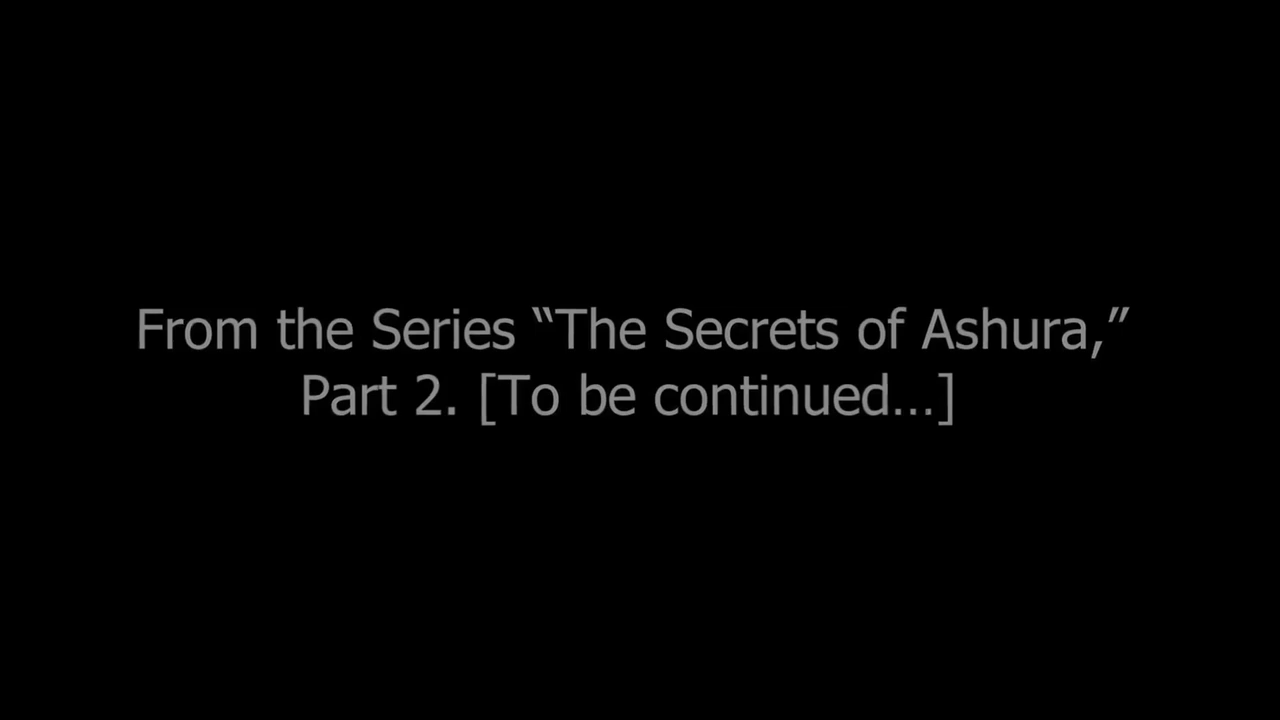 From the Series “The Secrets of Ashura,”
Part 2. [To be continued…]